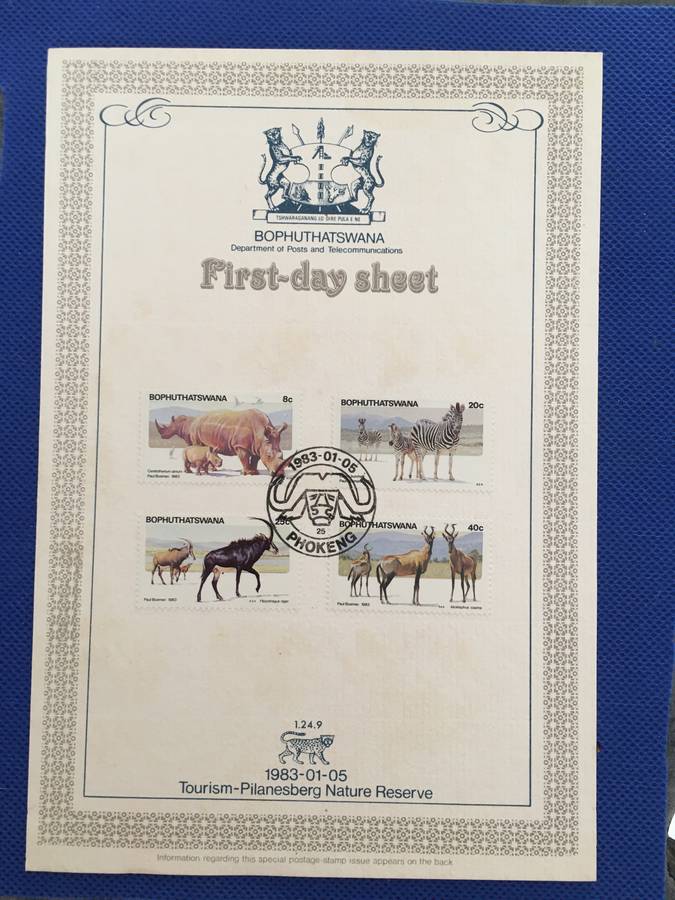 TSHWARAGANANG LO DIRE PULA E NE
BOPHUTHATSWANA
Department of Posts and Telecommunications
First-day sheet
BOPHUTHATSWANA 8c
Ceratotherium simum
Paul Bosman 1983
BOPHUTHATSWANA 20c
1983-01-05
25
PHOKENG
BOPHUTHATSWANA 25c
Paul Bosman 1983
Hippotragus niger
BOPHUTHATSWANA 40c
Paul Bosman 1983
1.24.9
1983-01-05
Tourism-Pilanesberg Nature Reserve
Information regarding this special postage-stamp issue appears on the back